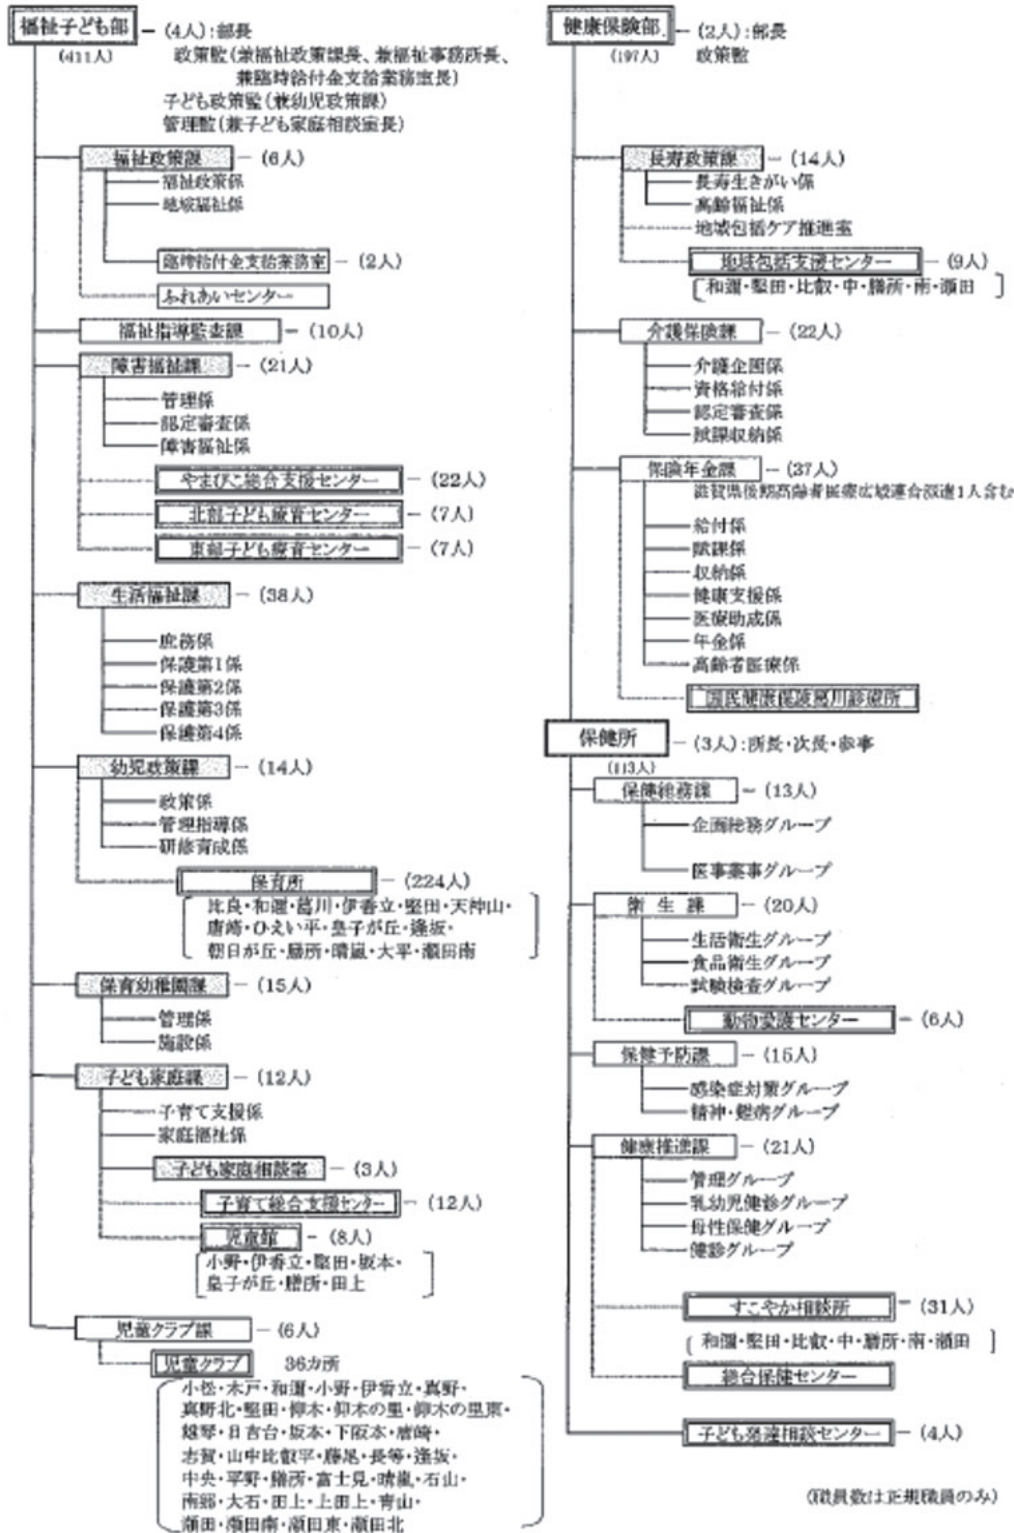 福祉子ども部 － (4人)：部長
(411人)
政策監(兼福祉政策課長、兼福祉事務所長、
兼臨時給付金支給業務室長)
子ども政策監(兼幼児政策課)
管理監(兼子ども家庭相談室長)
福祉政策課 － (6人)
福祉政策係
地域福祉係
臨時給付金支給業務室 － (2人)
ふれあいセンター
福祉指導監査課 － (10人)
障害福祉課 － (21人)
管理係
認定審査係
障害福祉係
やまびこ総合支援センター － (22人)
北部子ども療育センター － (7人)
東部子ども療育センター － (7人)
生活福祉課 － (38人)
庶務係
保護第1係
保護第2係
保護第3係
保護第4係
幼児政策課 － (14人)
政策係
管理指導係
研修育成係
保育所 － (224人)
比良・和邇・葛川・伊香立・堅田・天神山・
唐崎・ひえい平・皇子が丘・逢坂・
朝日が丘・膳所・晴嵐・大平・瀬田南
保育幼稚園課 － (15人)
管理係
施設係
子ども家庭課 － (12人)
子育て支援係
家庭福祉係
子ども家庭相談室 － (3人)
子育て総合支援センター － (12人)
児童館 － (8人)
小野・伊香立・堅田・坂本・
皇子が丘・膳所・田上
児童クラブ課 － (6人)
児童クラブ 36カ所
小松・木戸・和邇・小野・伊香立・真野・
真野北・堅田・仰木・仰木の里・仰木の里東・
雄琴・日吉台・坂本・下阪本・唐崎・
志賀・山中比叡平・藤尾・長等・逢坂・
中央・平野・膳所・富士見・晴嵐・石山・
南郷・大石・田上・上田上・青山・
瀬田・瀬田南・瀬田東・瀬田北
健康保険部 － (2人)：部長
(197人) 政策監
長寿政策課 － (14人)
長寿生きがい係
高齢福祉係
地域包括ケア推進室
地域包括支援センター － (9人)
和邇・堅田・比叡・中・膳所・南・瀬田
介護保険課 － (22人)
介護企画係
資格給付係
認定審査係
賦課収納係
保険年金課 － (37人)
滋賀県後期高齢者医療広域連合派遣1人含む
給付係
賦課係
収納係
健康支援係
医療助成係
年金係
高齢者医療係
国民健康保険葛川診療所
保健所 － (3人)：所長・次長・参事
(113人)
保健総務課 － (13人)
企画総務グループ
医事薬事グループ
衛生課 － (20人)
生活衛生グループ
食品衛生グループ
試験検査グループ
動物愛護センター － (6人)
保健予防課 － (15人)
感染症対策グループ
精神・難病グループ
健康推進課 － (21人)
管理グループ
乳幼児健診グループ
母性保健グループ
健診グループ
すこやか相談所 － (31人)
和邇・堅田・比叡・中・膳所・南・瀬田
総合保健センター
子ども発達相談センター － (4人)
(職員数は正規職員のみ)